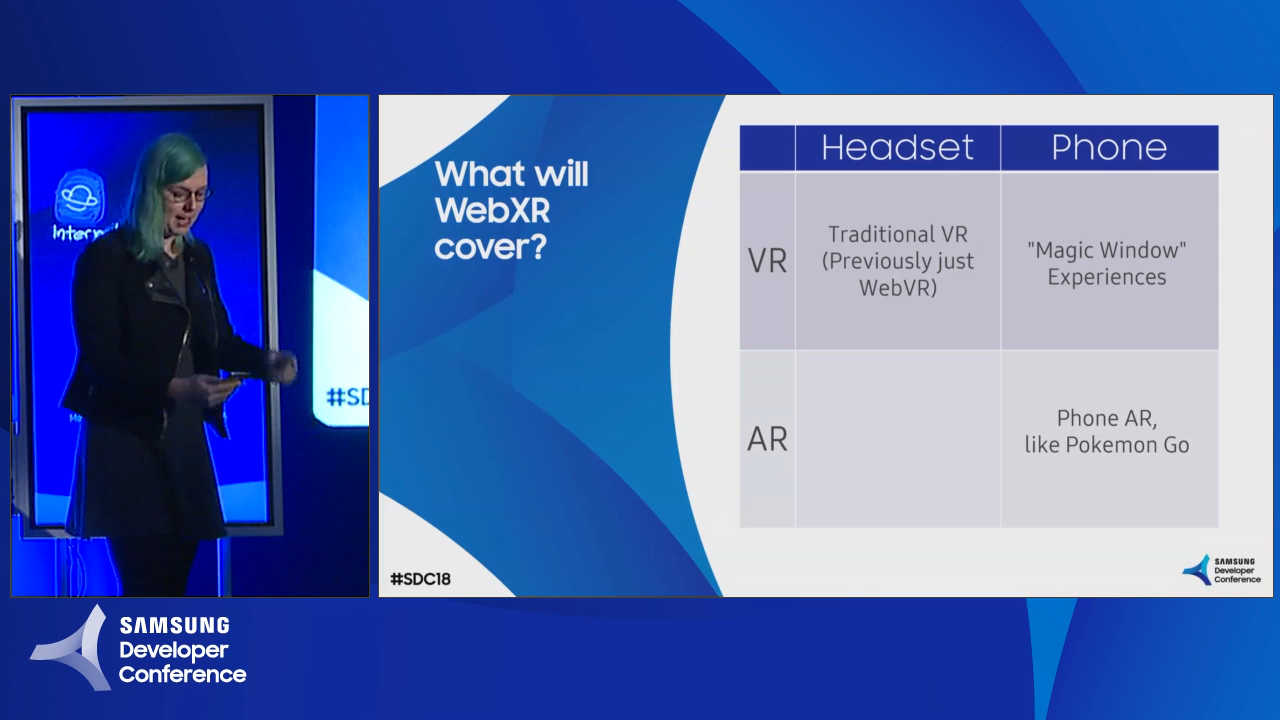 Intern
#SD
What will
WebXR
cover?
Headset
Phone
VR
Traditional VR
(Previously just
WebVR)
"Magic Window"
Experiences
AR
Phone AR,
like Pokemon Go
#SDC18
SAMSUNG
Developer
Conference
SAMSUNG
Developer
Conference